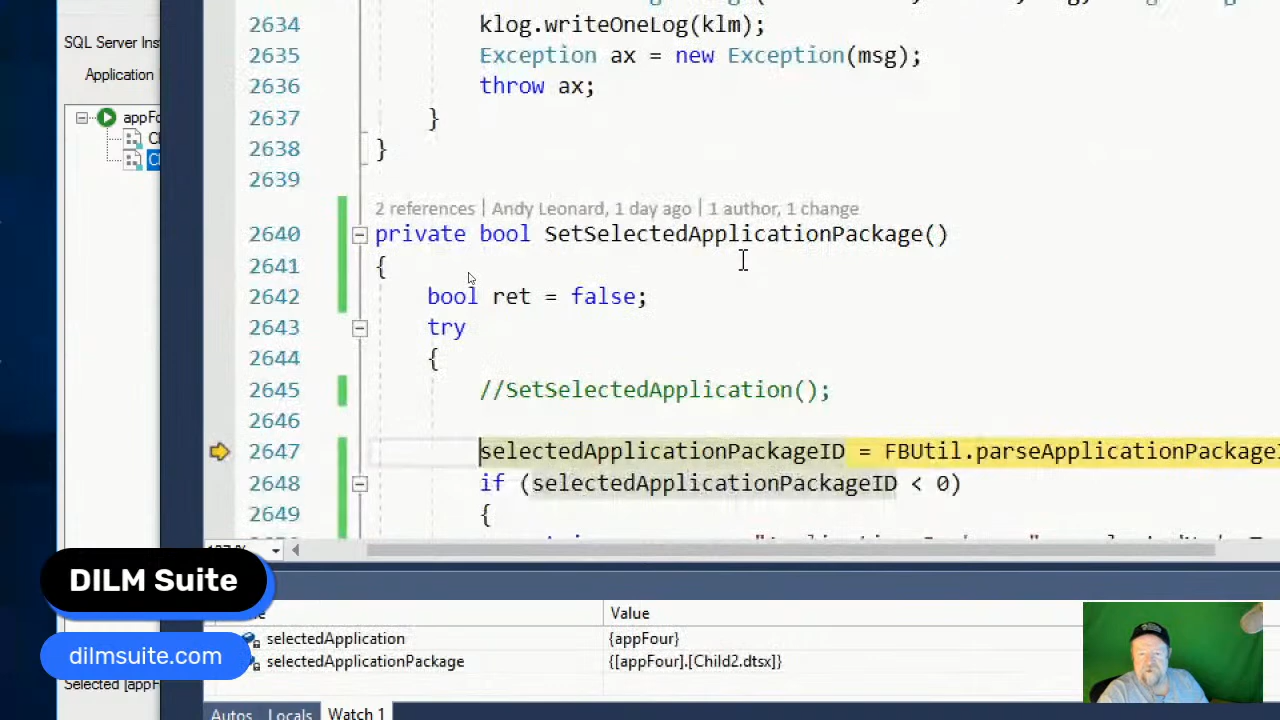 SQL Server Ins
Application
appFo
2634 klog.writeOneLog(klm);
2635 Exception ax = new Exception(msg);
2636 throw ax;
2637 }
2638 }
2639
2 references | Andy Leonard, 1 day ago | 1 author, 1 change
2640 private bool SetSelectedApplicationPackage()
2641 {
2642 bool ret = false;
2643 try
2644 {
2645 //SetSelectedApplication();
2646
2647 selectedApplicationPackageID = FBUtil.parseApplicationPackageI
2648 if (selectedApplicationPackageID < 0)
2649 {
DILM Suite
dilmsuite.com
Value
selectedApplication {appFour}
selectedApplicationPackage {[appFour].[Child2.dtsx]}
Selected [appF
Autos Locals Watch 1